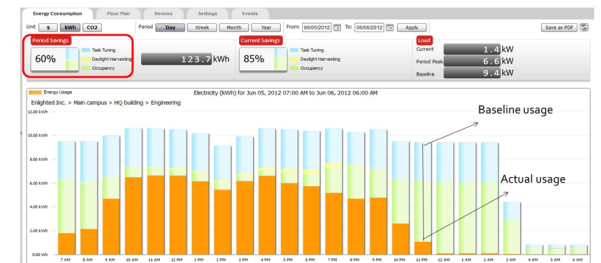 Energy Consumption Floor Plan Devices Settings Events
Unit $ kWh CO2 Period Day Week Month Year From: 06/05/2012 To: 06/06/2012 Apply Save as PDF
Period Savings
60%
Task Tuning
Daylight Harvesting
Occupancy
123.7 kWh
Current Savings
85%
Task Tuning
Daylight Harvesting
Occupancy
Load
Current 1.4 kW
Period Peak 6.6 kW
Baseline 9.4 kW
Energy Usage
Electricity (kWh) for Jun 05, 2012 07:00 AM to Jun 06, 2012 06:00 AM
Enlighted Inc. > Main campus > HQ building > Engineering
12.00 kWh
10.00 kWh
8.00 kWh
6.00 kWh
4.00 kWh
2.00 kWh
0.00 kWh
Baseline usage
Actual usage
7 AM 8 AM 9 AM 10 AM 11 AM 12 PM 1 PM 2 PM 3 PM 4 PM 5 PM 6 PM 7 PM 8 PM 9 PM 10 PM 11 PM 12 AM 1 AM 2 AM 3 AM 4 AM 5 AM 6 AM